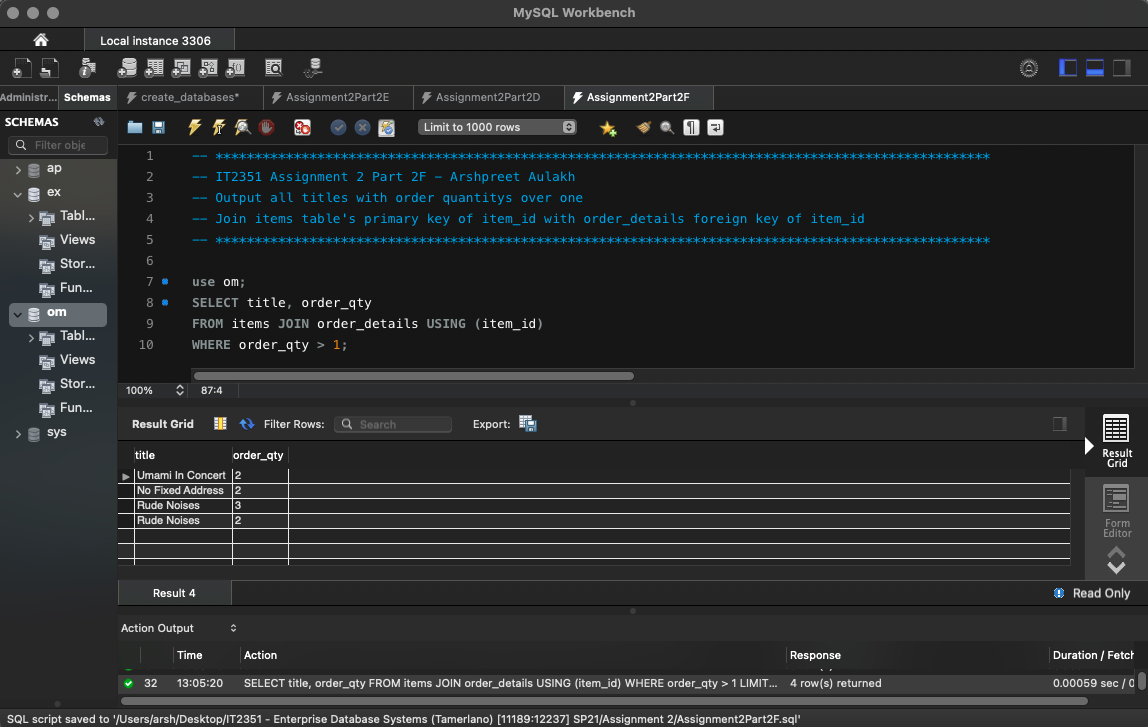 MySQL Workbench
Local instance 3306
Administr... Schemas create_databases* Assignment2Part2E Assignment2Part2D Assignment2Part2F
SCHEMAS
Filter obje
Limit to 1000 rows
ap
ex
Tabl...
Views
Stor...
Fun...
om
Tabl...
Views
Stor...
Fun...
sys
1 -- ***************************************************************************************************
2 -- IT2351 Assignment 2 Part 2F - Arshpreet Aulakh
3 -- Output all titles with order quantitys over one
4 -- Join items table's primary key of item_id with order_details foreign key of item_id
5 -- ***************************************************************************************************
6
7 use om;
8 SELECT title, order_qty
9 FROM items JOIN order_details USING (item_id)
10 WHERE order_qty > 1;
100% 87:4
Result Grid Filter Rows: Search Export:
title order_qty
Umami In Concert 2
No Fixed Address 2
Rude Noises 3
Rude Noises 2
Result
Grid
Form
Editor
Result 4 Read Only
Action Output
Time Action Response Duration / Fetch
32 13:05:20 SELECT title, order_qty FROM items JOIN order_details USING (item_id) WHERE order_qty > 1 LIMIT... 4 row(s) returned 0.00059 sec / 0
SQL script saved to '/Users/arsh/Desktop/IT2351 - Enterprise Database Systems (Tamerlano) [11189:12237] SP21/Assignment 2/Assignment2Part2F.sql'